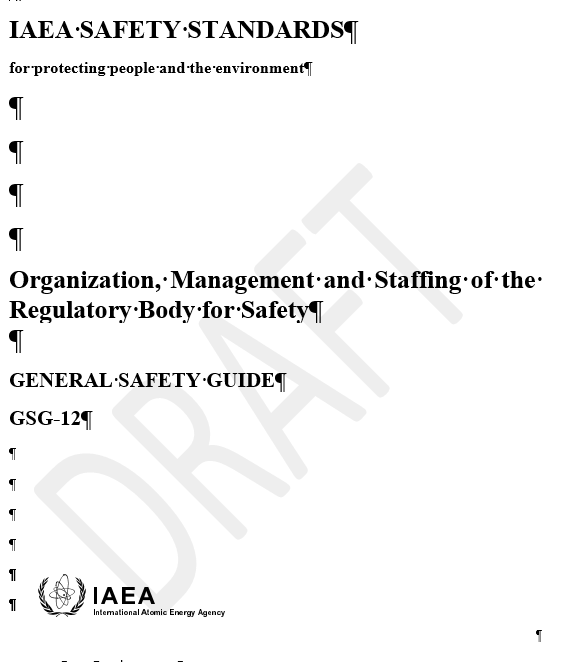 IAEA·SAFETY·STANDARDS¶
for·protecting·people·and·the·environment¶
¶
¶
¶
¶
Organization,·Management·and·Staffing·of·the·
Regulatory·Body·for·Safety¶
¶
GENERAL·SAFETY·GUIDE¶
GSG-12¶
¶
¶
¶
¶
¶
¶
IAEA
International Atomic Energy Agency
¶
DRAFT